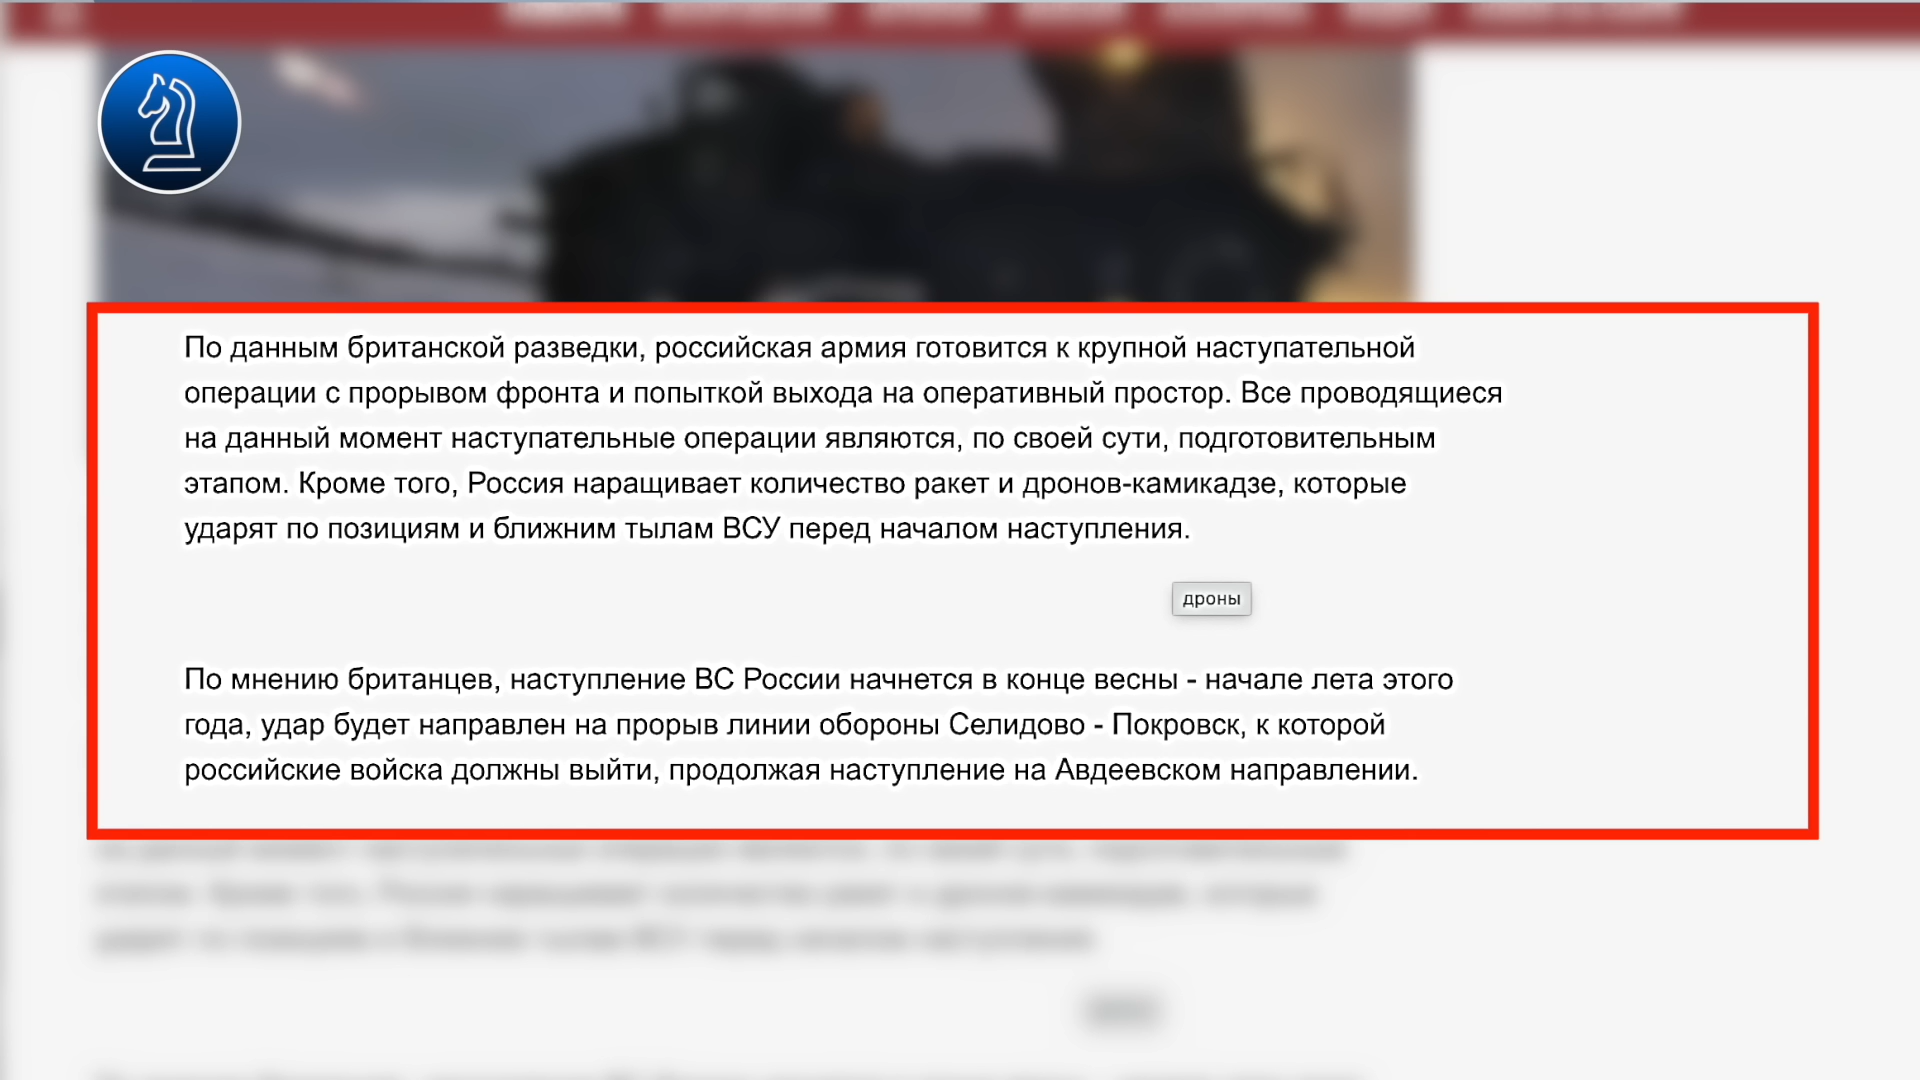 По данным британской разведки, российская армия готовится к крупной наступательной
операции с прорывом фронта и попыткой выхода на оперативный простор. Все проводящиеся
на данный момент наступательные операции являются, по своей сути, подготовительным
этапом. Кроме того, Россия наращивает количество ракет и дронов-камикадзе, которые
ударят по позициям и ближним тылам ВСУ перед началом наступления.
дроны
По мнению британцев, наступление ВС России начнется в конце весны - начале лета этого
года, удар будет направлен на прорыв линии обороны Селидово - Покровск, к которой
российские войска должны выйти, продолжая наступление на Авдеевском направлении.